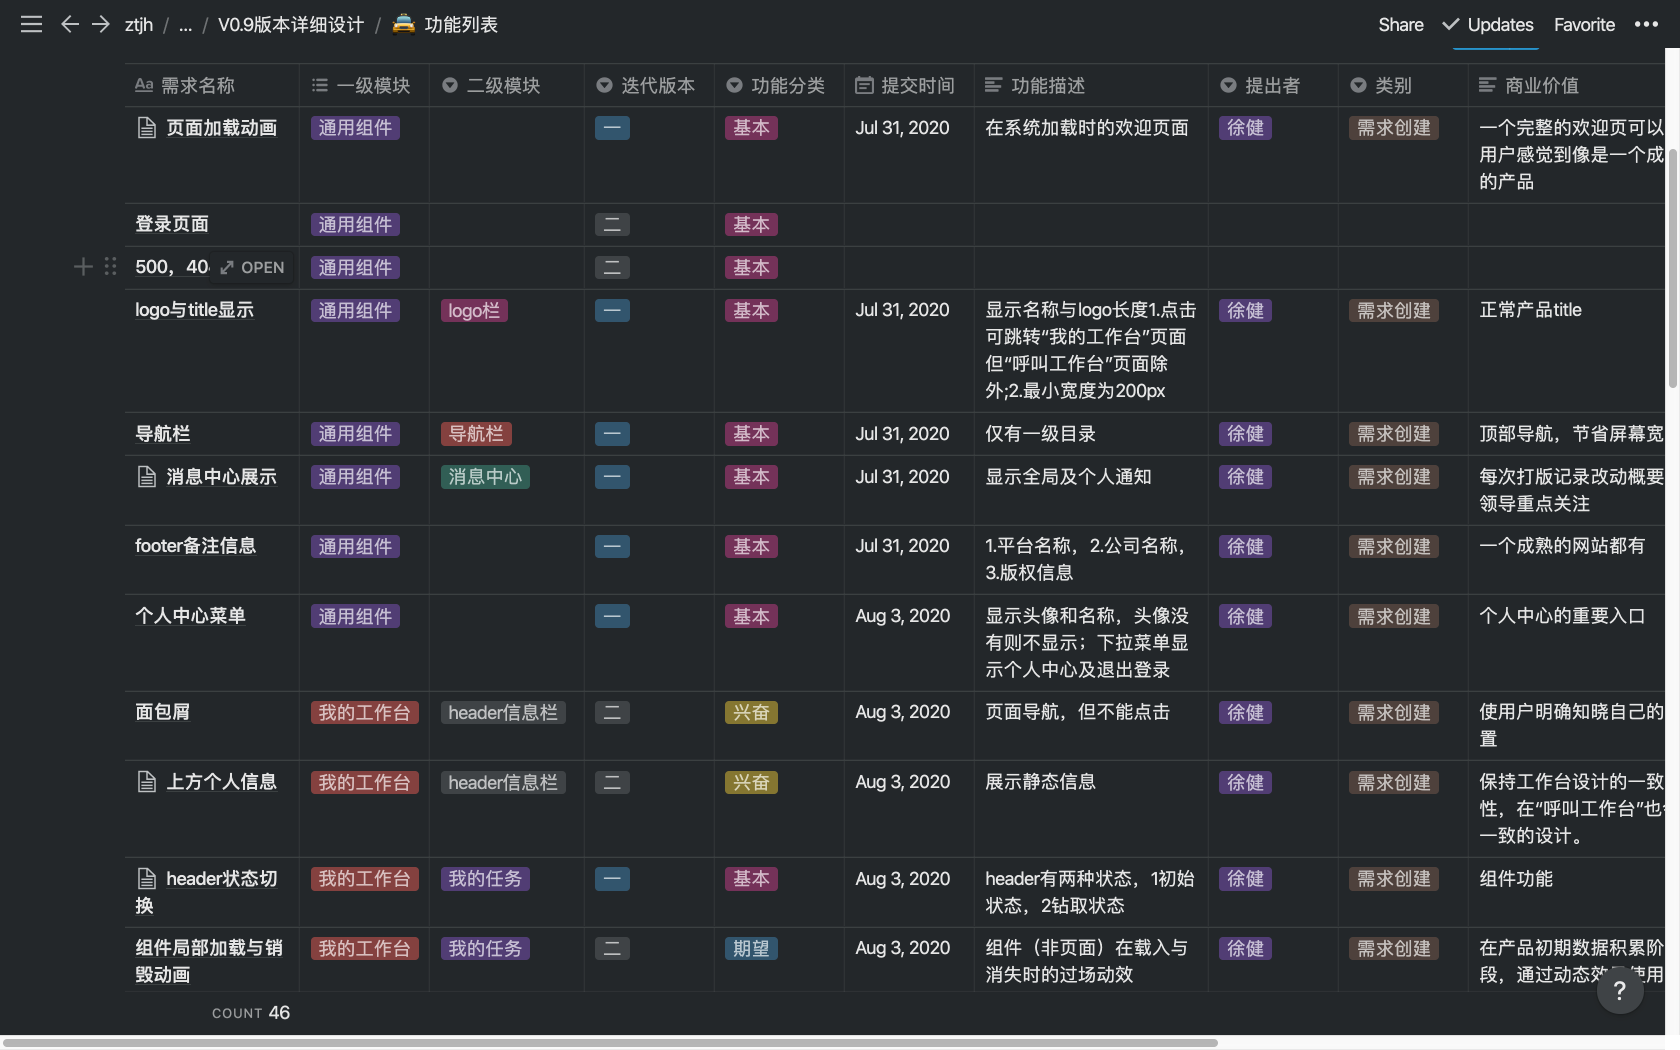 ztjh / ... / V0.9版本详细设计 / 功能列表
Share Updates Favorite
Aa 需求名称 一级模块 二级模块 迭代版本 功能分类 提交时间 功能描述 提出者 类别 商业价值
页面加载动画 通用组件 一 基本 Jul 31, 2020 在系统加载时的欢迎页面 徐健 需求创建 一个完整的欢迎页可以
用户感觉到像是一个成
的产品
登录页面 通用组件 二 基本
500，40 OPEN 通用组件 二 基本
logo与title显示 通用组件 logo栏 一 基本 Jul 31, 2020 显示名称与logo长度1.点击 徐健 需求创建 正常产品title
可跳转“我的工作台”页面
但“呼叫工作台”页面除
外;2.最小宽度为200px
导航栏 通用组件 导航栏 一 基本 Jul 31, 2020 仅有一级目录 徐健 需求创建 顶部导航，节省屏幕宽
消息中心展示 通用组件 消息中心 一 基本 Jul 31, 2020 显示全局及个人通知 徐健 需求创建 每次打版记录改动概要
领导重点关注
footer备注信息 通用组件 一 基本 Jul 31, 2020 1.平台名称，2.公司名称， 徐健 需求创建 一个成熟的网站都有
3.版权信息
个人中心菜单 通用组件 一 基本 Aug 3, 2020 显示头像和名称，头像没 徐健 需求创建 个人中心的重要入口
有则不显示；下拉菜单显
示个人中心及退出登录
面包屑 我的工作台 header信息栏 二 兴奋 Aug 3, 2020 页面导航，但不能点击 徐健 需求创建 使用户明确知晓自己的
置
上方个人信息 我的工作台 header信息栏 二 兴奋 Aug 3, 2020 展示静态信息 徐健 需求创建 保持工作台设计的一致
性，在“呼叫工作台”也
一致的设计。
header状态切 我的工作台 我的任务 一 基本 Aug 3, 2020 header有两种状态，1初始 徐健 需求创建 组件功能
换 状态，2钻取状态
组件局部加载与销 我的工作台 我的任务 二 期望 Aug 3, 2020 组件（非页面）在载入与 徐健 需求创建 在产品初期数据积累阶
毁动画 消失时的过场动效 段，通过动态效 使用
COUNT 46
?